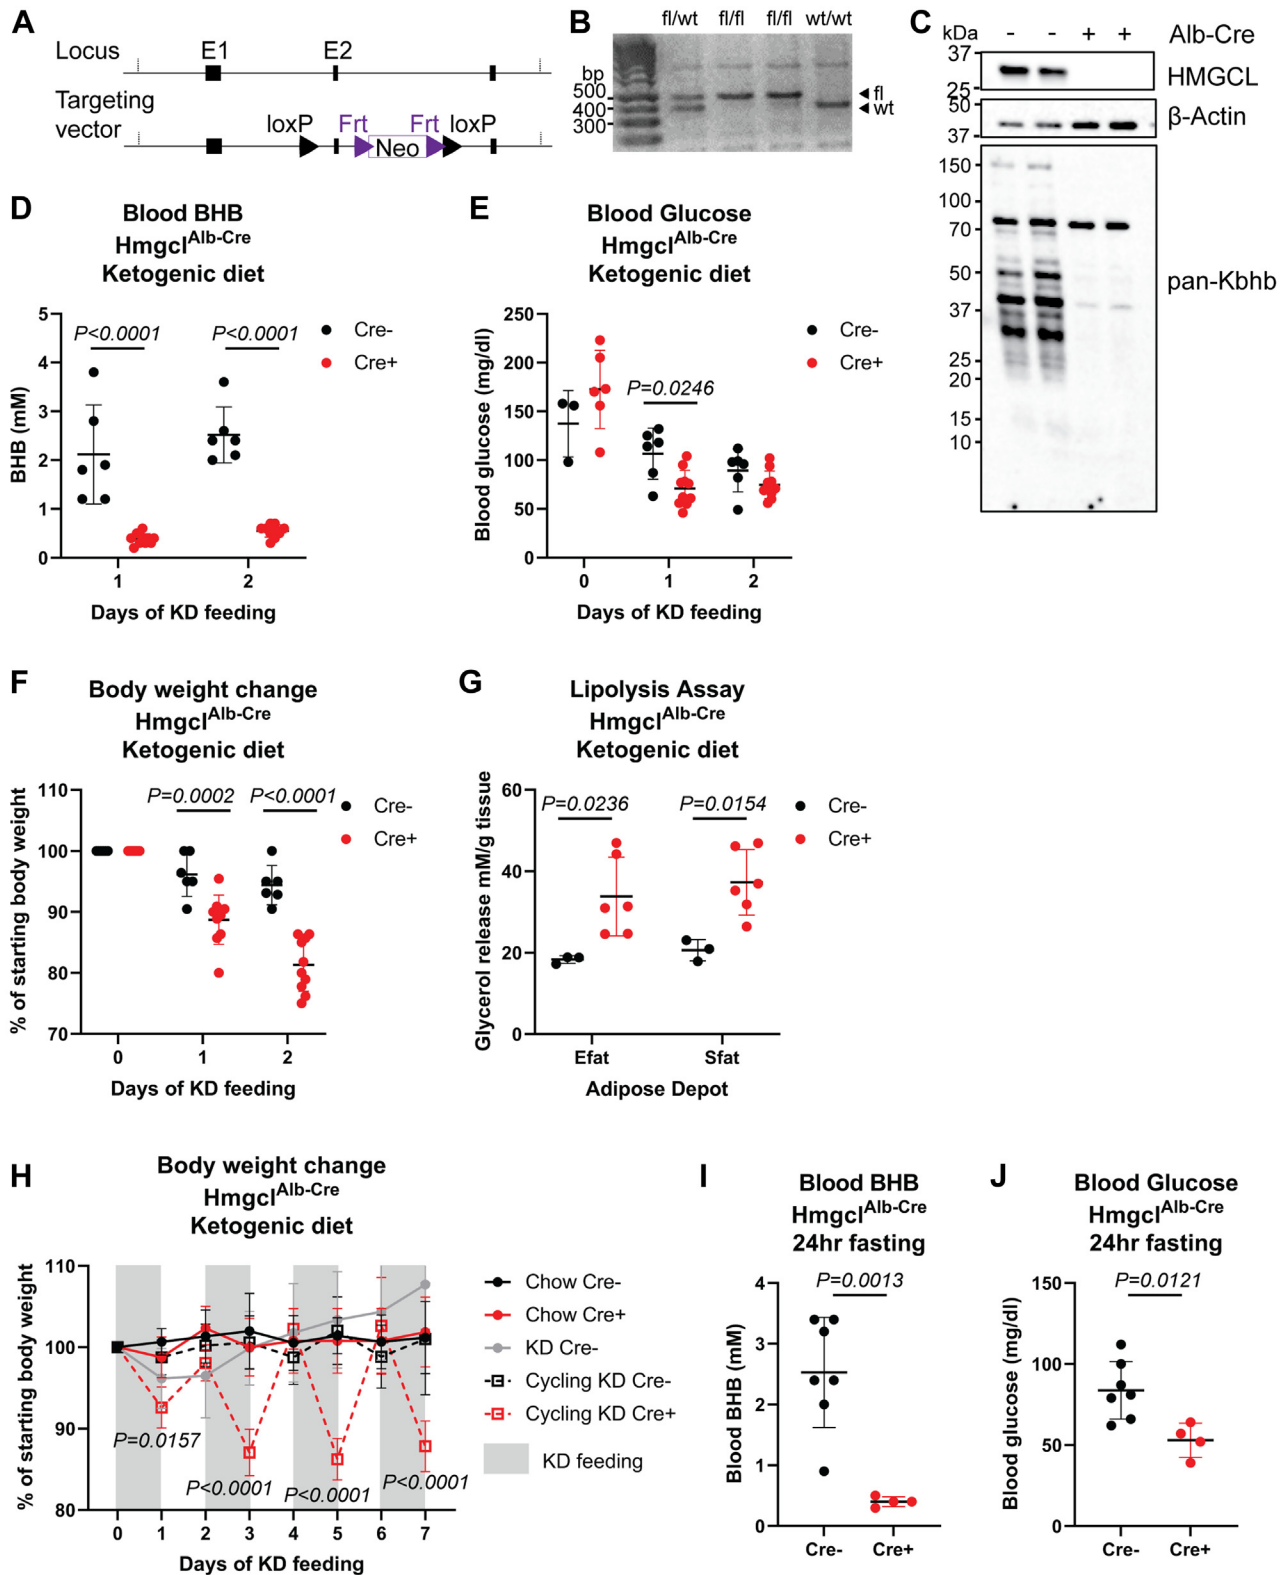 A
Locus
E1
E2
Targeting
vector
loxP
Frt
Frt
loxP
Neo
B
fl/wt fl/fl fl/fl wt/wt
bp
500
400
300
fl
wt
C
kDa
- - + + Alb-Cre
37
25
HMGCL
50
37
β-Actin
150
100
70
50
37
25
20
15
10
pan-Kbhb
D
Blood BHB
Hmgcl^Alb-Cre
Ketogenic diet
P<0.0001
P<0.0001
Cre-
Cre+
BHB (mM)
5
4
3
2
1
0
1 2
Days of KD feeding
E
Blood Glucose
Hmgcl^Alb-Cre
Ketogenic diet
P=0.0246
Cre-
Cre+
Blood glucose (mg/dl)
250
200
150
100
50
0
0 1 2
Days of KD feeding
F
Body weight change
Hmgcl^Alb-Cre
Ketogenic diet
P=0.0002
P<0.0001
Cre-
Cre+
% of starting body weight
110
100
90
80
70
0 1 2
Days of KD feeding
G
Lipolysis Assay
Hmgcl^Alb-Cre
Ketogenic diet
P=0.0236
P=0.0154
Cre-
Cre+
Glycerol release mM/g tissue
60
40
20
0
Efat Sfat
Adipose Depot
H
Body weight change
Hmgcl^Alb-Cre
Ketogenic diet
% of starting body weight
110
100
90
80
P=0.0157
P<0.0001
P<0.0001
P<0.0001
0 1 2 3 4 5 6 7
Days of KD feeding
Chow Cre-
Chow Cre+
KD Cre-
Cycling KD Cre-
Cycling KD Cre+
KD feeding
I
Blood BHB
Hmgcl^Alb-Cre
24hr fasting
P=0.0013
Blood BHB (mM)
4
3
2
1
0
Cre- Cre+
J
Blood Glucose
Hmgcl^Alb-Cre
24hr fasting
P=0.0121
Blood glucose (mg/dl)
150
100
50
0
Cre- Cre+